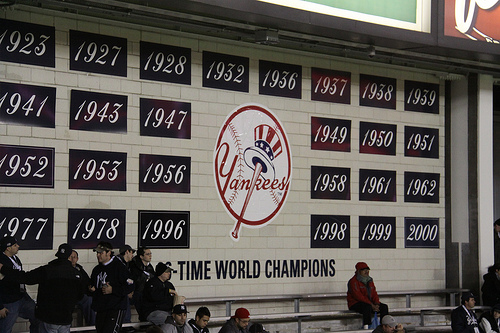 1923 1927 1928 1932 1936 1937 1938 1939
1941 1943 1947 1949 1950 1951
1952 1953 1956 1958 1961 1962
1977 1978 1996 1998 1999 2000
Yankees
-TIME WORLD CHAMPIONS